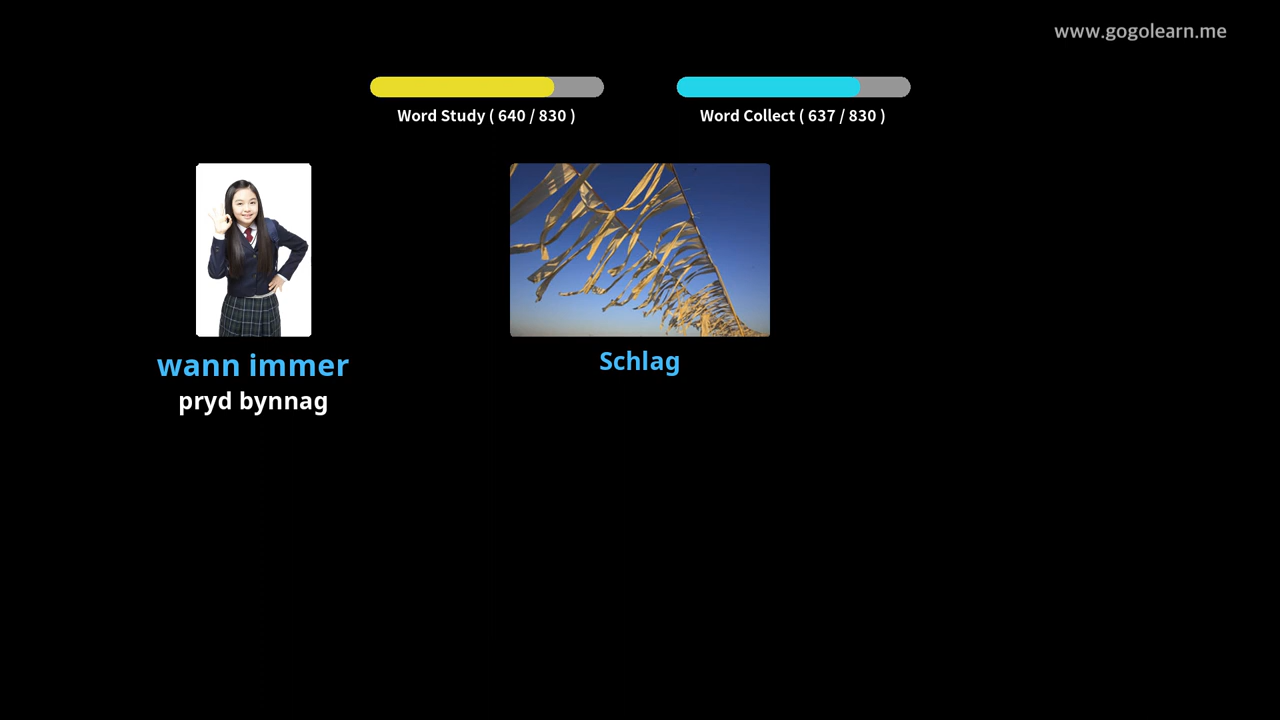 www.gogolearn.me
Word Study ( 640 / 830 )
Word Collect ( 637 / 830 )
wann immer
pryd bynnag
Schlag